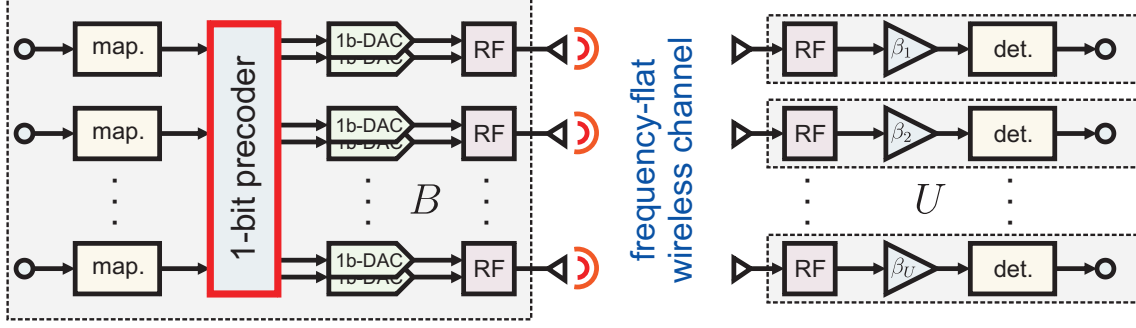 map.
1b-DAC
1b-DAC
RF
RF
β1
det.
map.
1b-DAC
1b-DAC
RF
RF
β2
det.
1-bit precoder
B
frequency-flat
wireless channel
U
map.
1b-DAC
1b-DAC
RF
RF
βU
det.